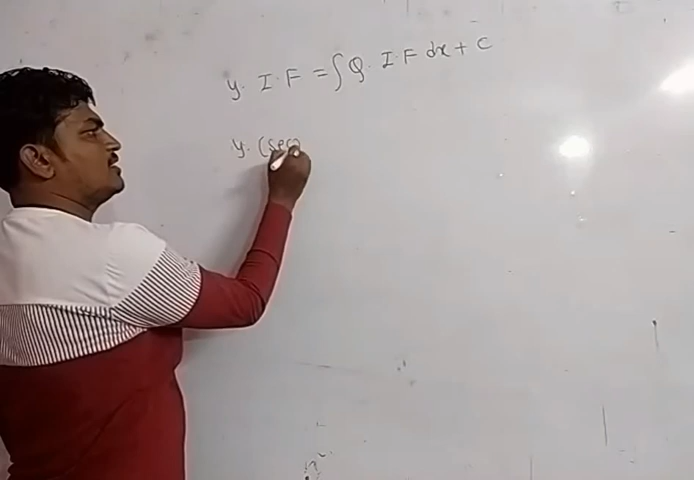 y. I.F = ∫ Q. I.F dx + c
y. (sec